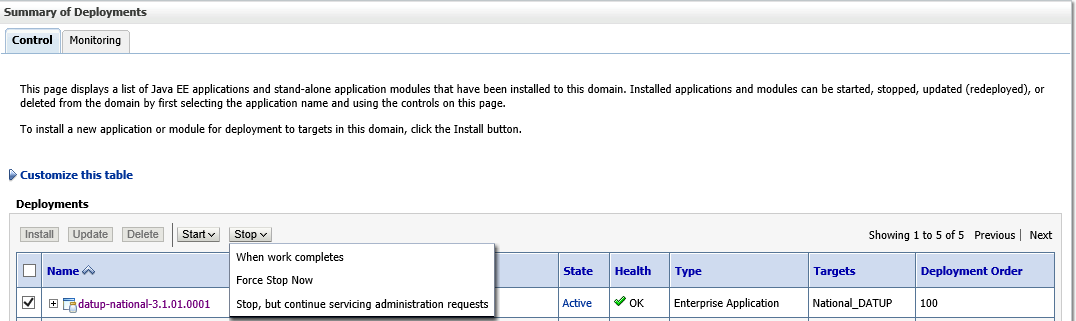 Summary of Deployments
Control Monitoring
This page displays a list of Java EE applications and stand-alone application modules that have been installed to this domain. Installed applications and modules can be started, stopped, updated (redeployed), or
deleted from the domain by first selecting the application name and using the controls on this page.
To install a new application or module for deployment to targets in this domain, click the Install button.
Customize this table
Deployments
Install Update Delete Start Stop Showing 1 to 5 of 5 Previous | Next
When work completes
Force Stop Now
Stop, but continue servicing administration requests
Name State Health Type Targets Deployment Order
datup-national-3.1.01.0001 Active OK Enterprise Application National_DATUP 100